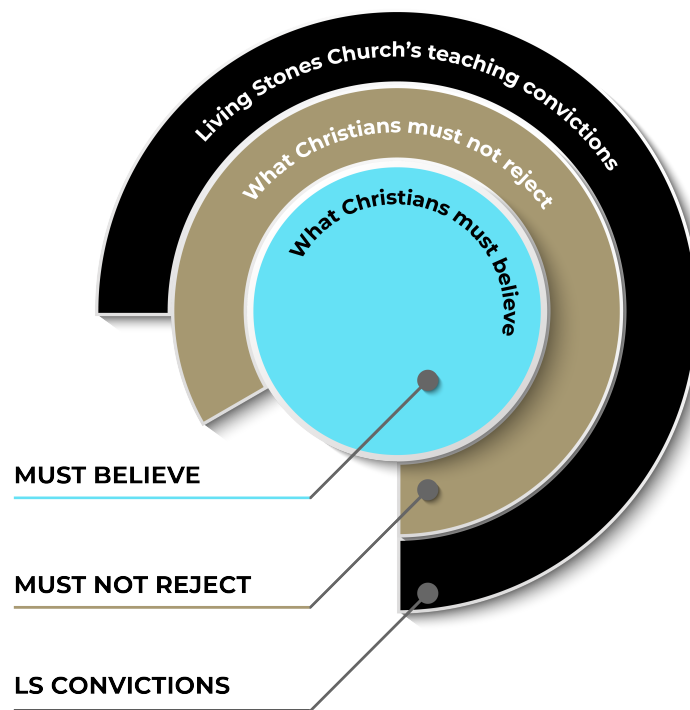 Living Stones Church’s teaching convictions
What Christians must not reject
What Christians must believe
MUST BELIEVE
MUST NOT REJECT
LS CONVICTIONS